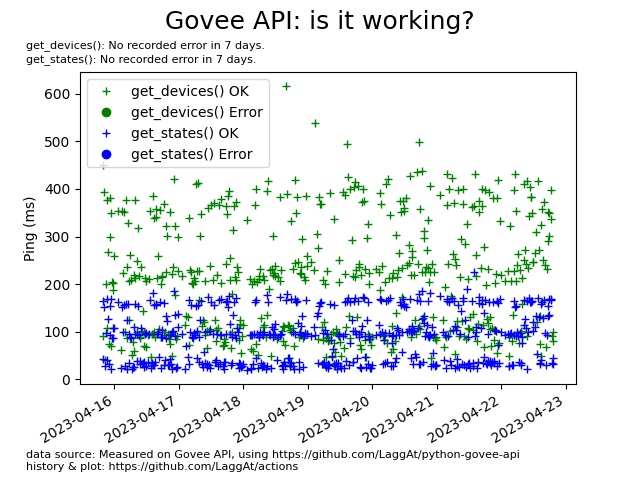 Govee API: is it working?
get_devices(): No recorded error in 7 days.
get_states(): No recorded error in 7 days.
get_devices() OK
get_devices() Error
get_states() OK
get_states() Error
Ping (ms)
600
500
400
300
200
100
0
2023-04-16
2023-04-17
2023-04-18
2023-04-19
2023-04-20
2023-04-21
2023-04-22
2023-04-23
data source: Measured on Govee API, using https://github.com/LaggAt/python-govee-api
history & plot: https://github.com/LaggAt/actions